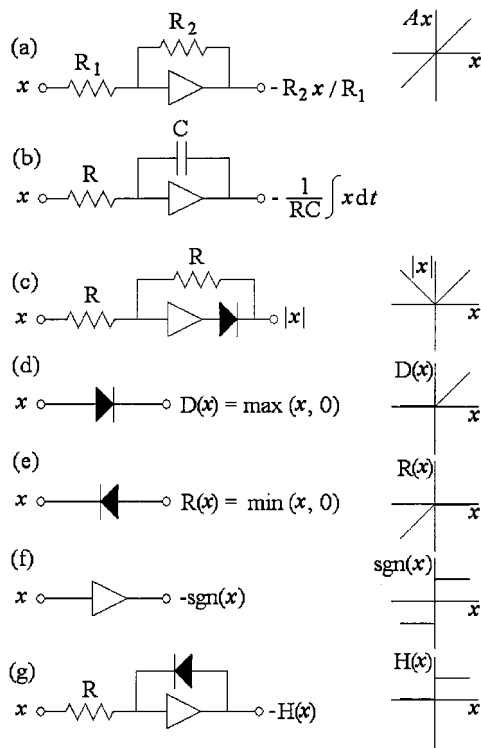 (a)
R₂
R₁
x
-R₂x / R₁
Ax
x
(b)
C
R
x
- 1/RC ∫ x dt
(c)
R
R
x
|x|
|x|
x
(d)
x
D(x) = max (x, 0)
D(x)
x
(e)
x
R(x) = min (x, 0)
R(x)
x
(f)
x
-sgn(x)
sgn(x)
x
(g)
R
x
-H(x)
H(x)
x